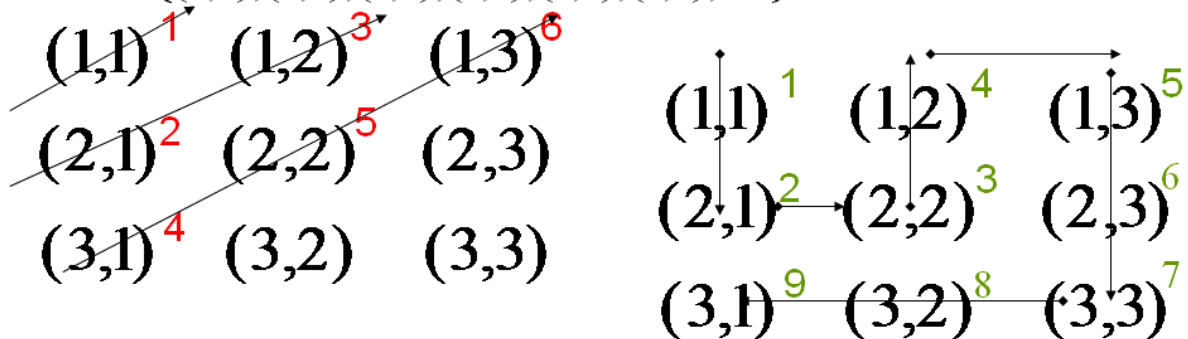 (1,1) 1 (1,2) 3 (1,3) 6
(2,1) 2 (2,2) 5 (2,3)
(3,1) 4 (3,2) (3,3)
(1,1) 1 (1,2) 4 (1,3) 5
(2,1) 2 (2,2) 3 (2,3) 6
(3,1) 9 (3,2) 8 (3,3) 7